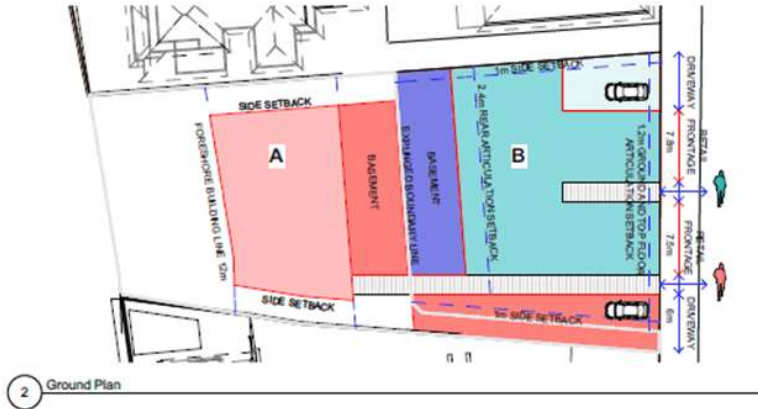 1m SIDE SETBACK
SIDE SETBACK
FORESHORE BUILDING LINE 12m
A
BASEMENT
EXPUNGED BOUNDARY LINE
BASEMENT
2.4m REAR ARTICULATION SETBACK
B
1.2m GROUND AND TOP FLOOR
ARTICULATION SETBACK
DRIVEWAY
RETAIL
FRONTAGE
7.8m
RETAIL
FRONTAGE
7.5m
DRIVEWAY
6m
SIDE SETBACK
1m SIDE SETBACK
2
Ground Plan